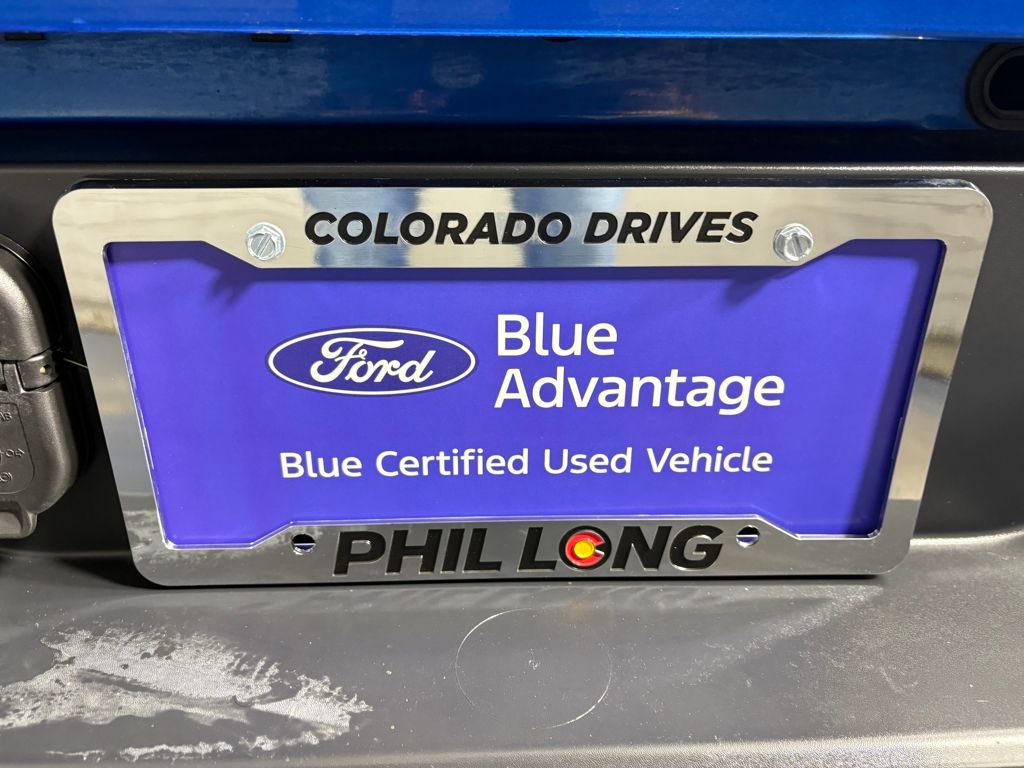 COLORADO DRIVES
Ford
Blue
Advantage
Blue Certified Used Vehicle
PHIL LONG